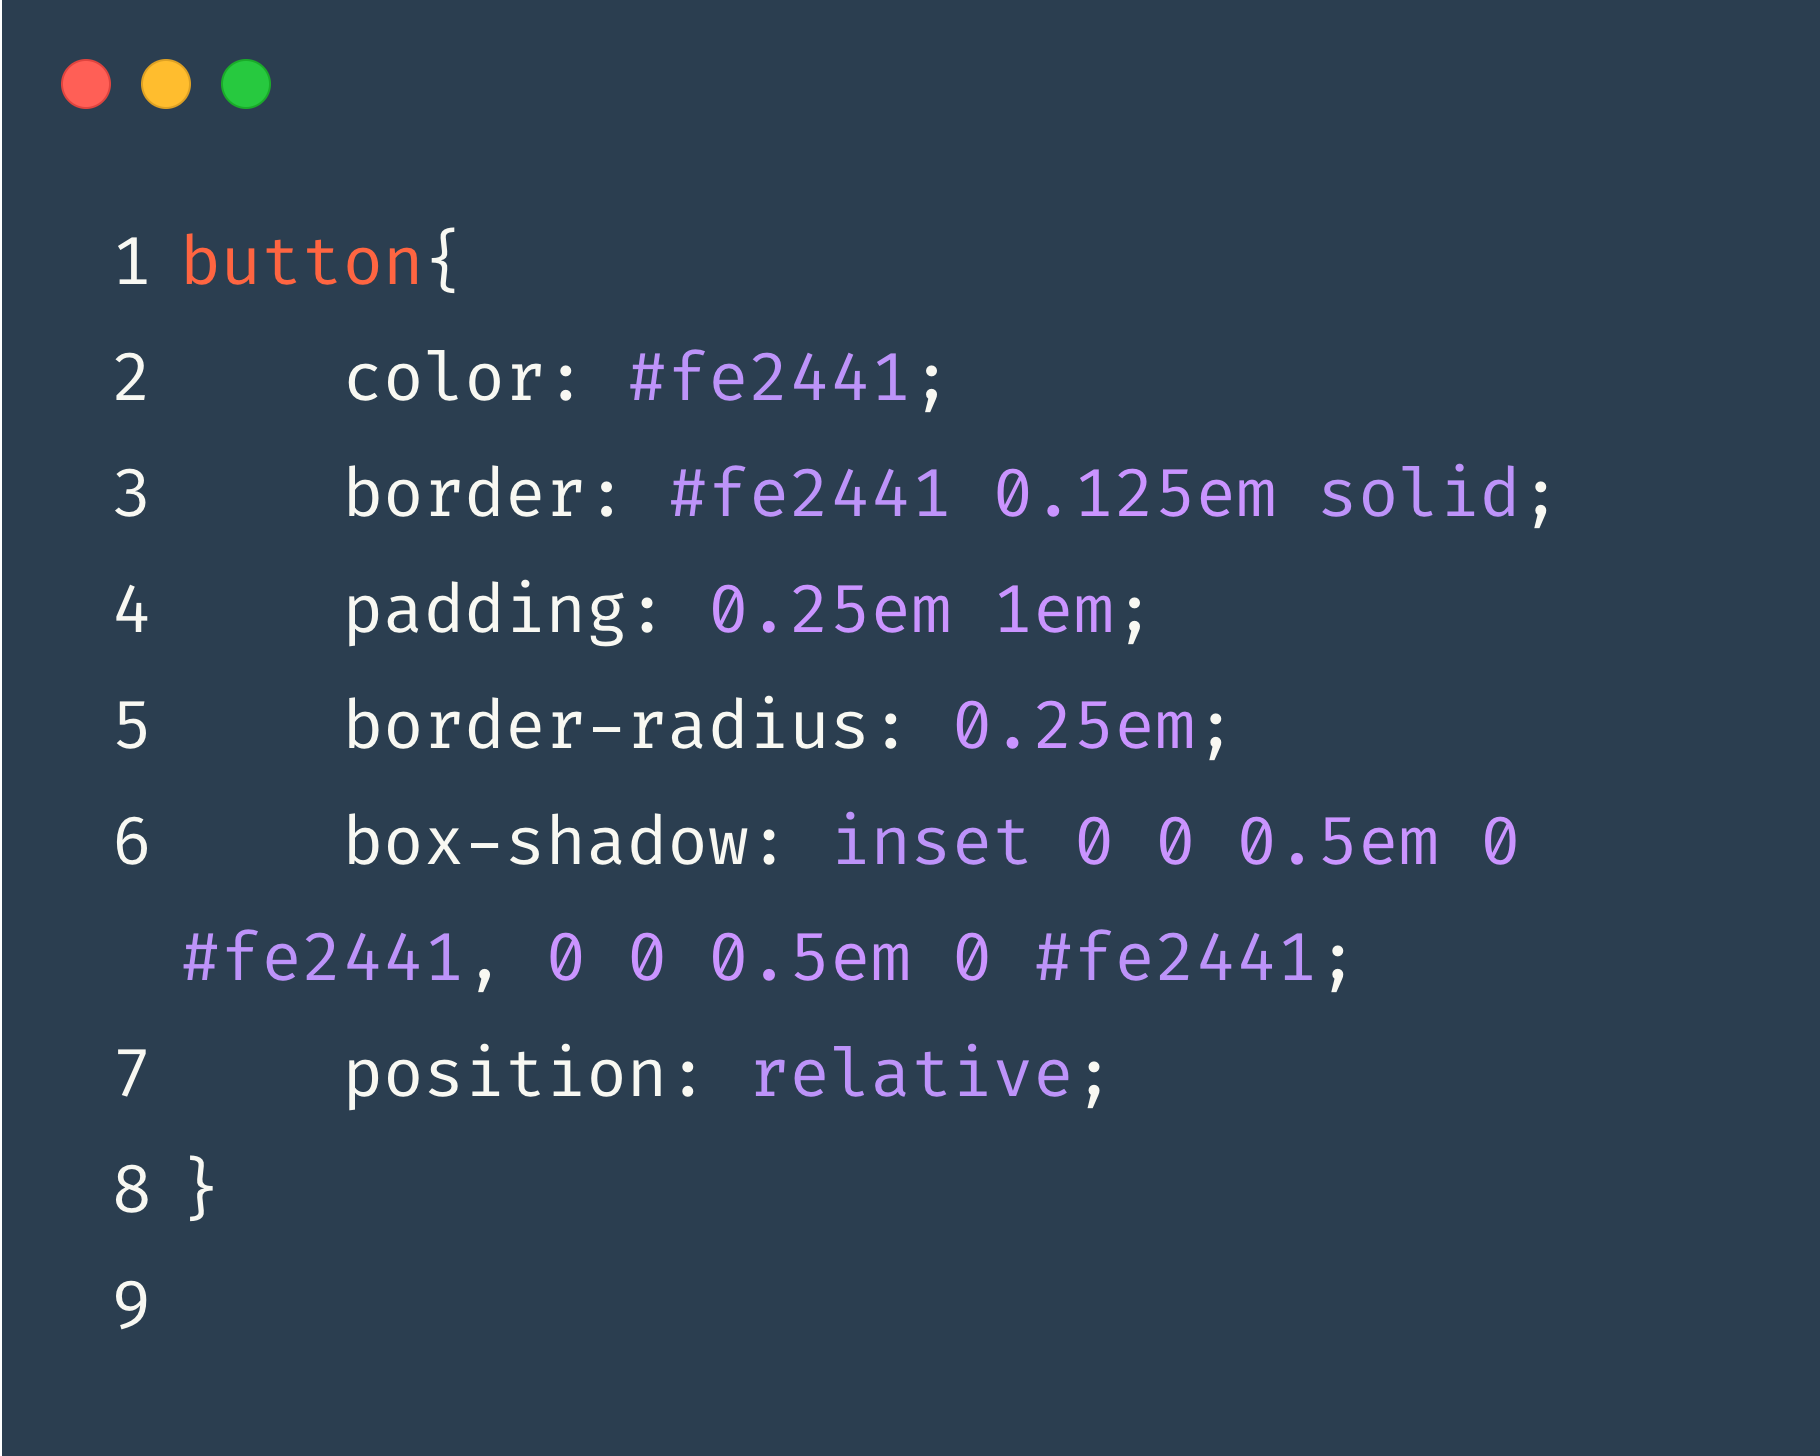 1 button{
2     color: #fe2441;
3     border: #fe2441 0.125em solid;
4     padding: 0.25em 1em;
5     border-radius: 0.25em;
6     box-shadow: inset 0 0 0.5em 0
#fe2441, 0 0 0.5em 0 #fe2441;
7     position: relative;
8 }
9